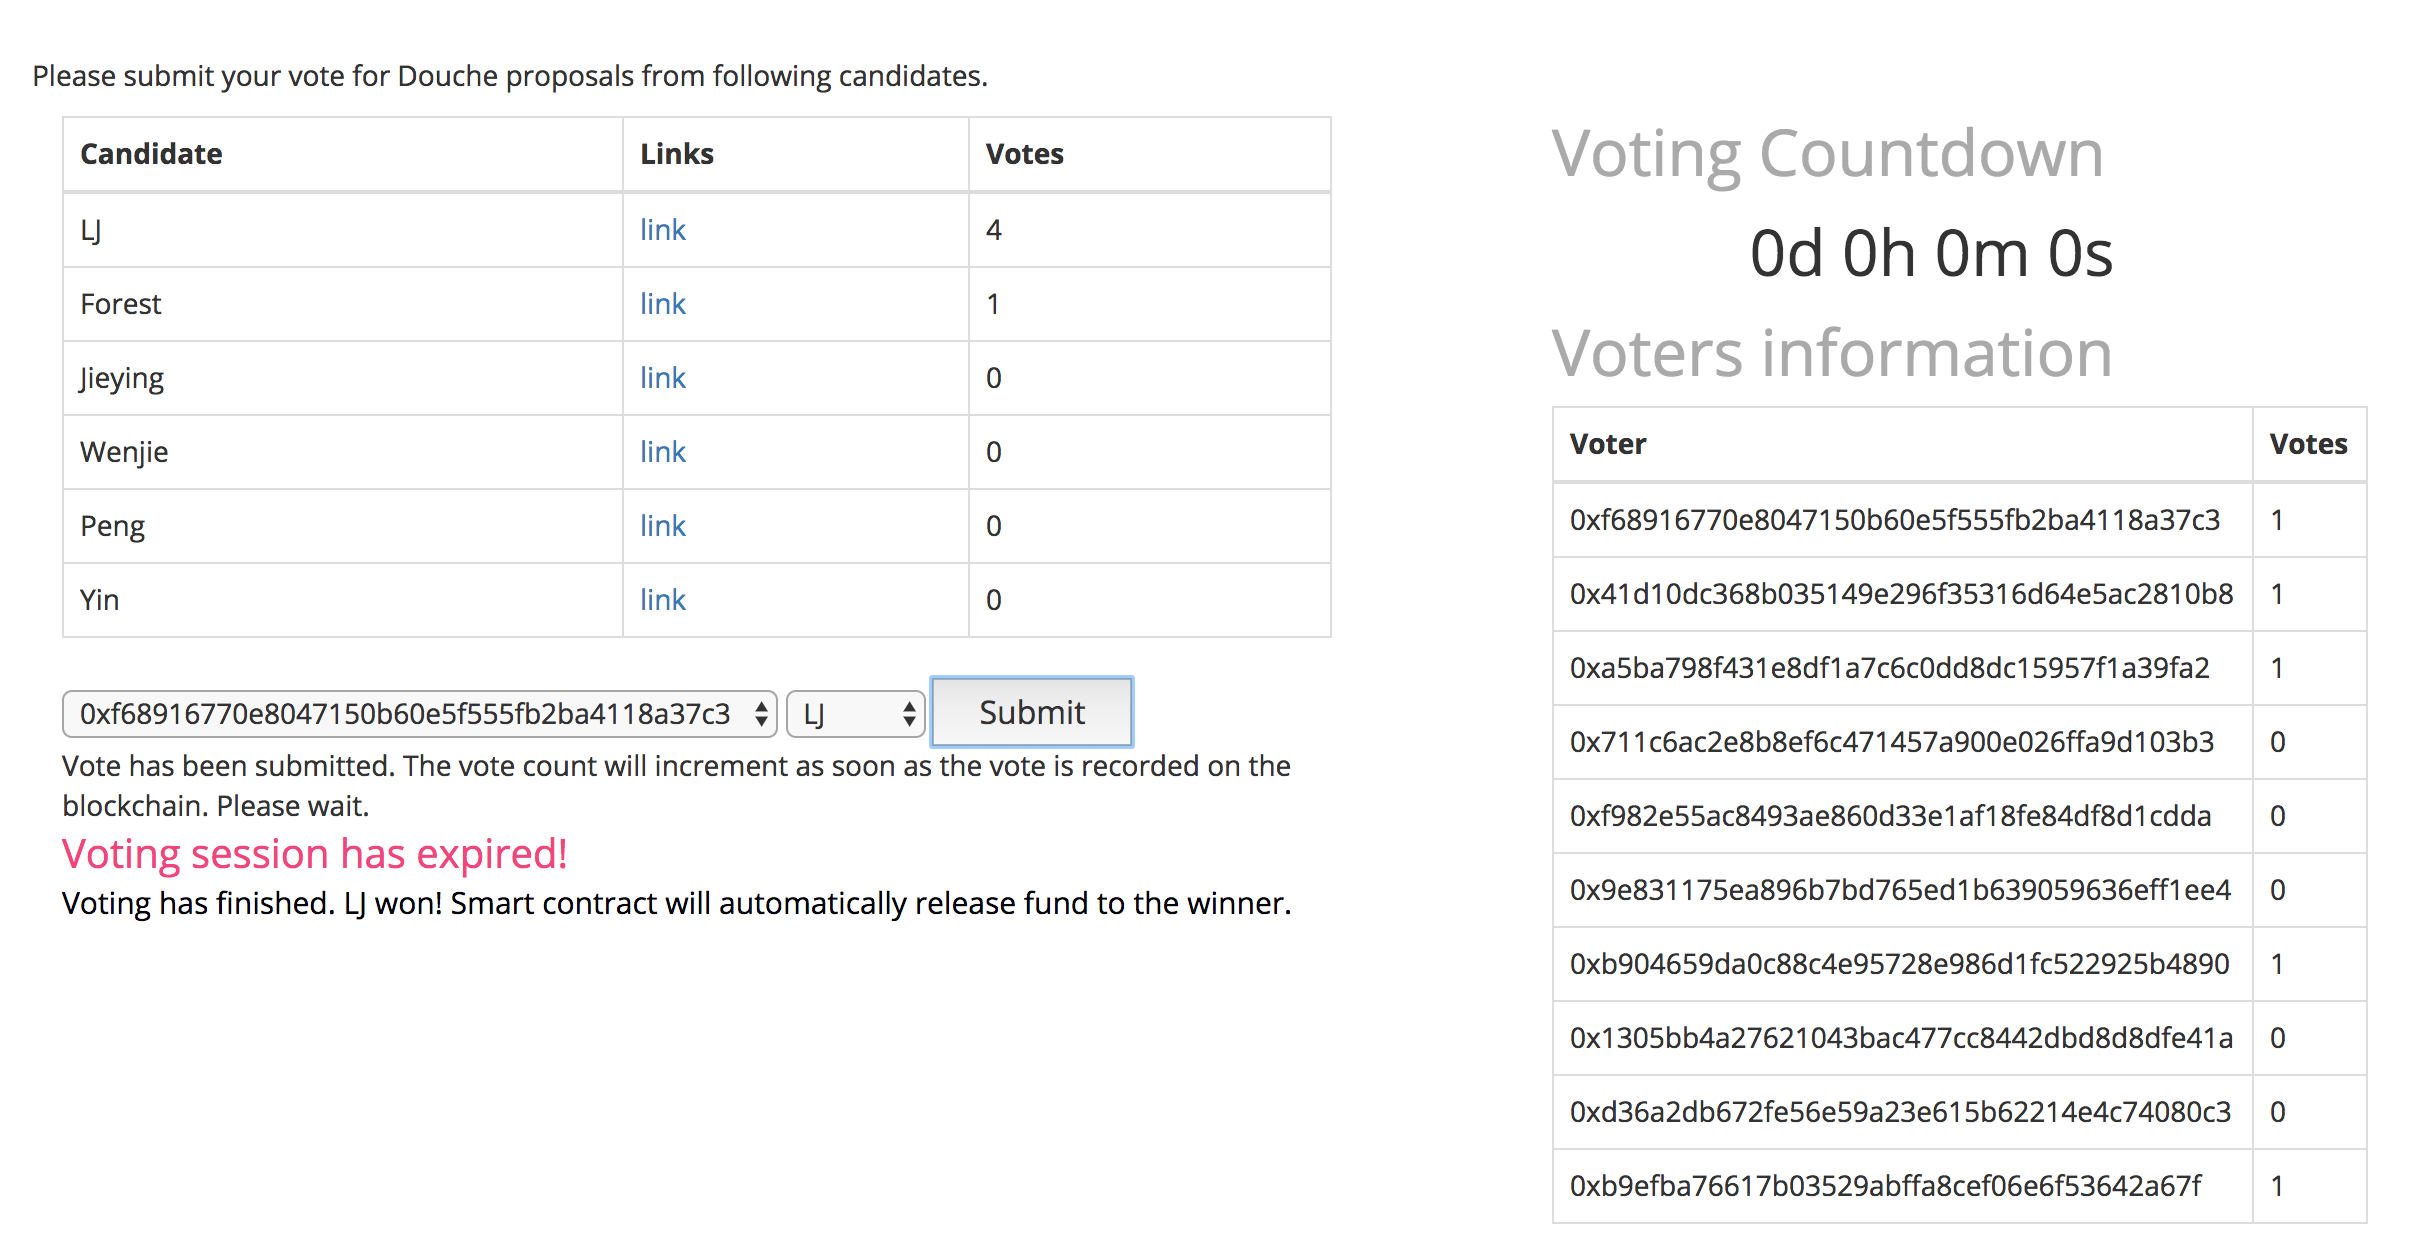 Please submit your vote for Douche proposals from following candidates.
Candidate Links Votes
LJ link 4
Forest link 1
Jieying link 0
Wenjie link 0
Peng link 0
Yin link 0
0xf68916770e8047150b60e5f555fb2ba4118a37c3 LJ Submit
Vote has been submitted. The vote count will increment as soon as the vote is recorded on the
blockchain. Please wait.
Voting session has expired!
Voting has finished. LJ won! Smart contract will automatically release fund to the winner.
Voting Countdown
0d 0h 0m 0s
Voters information
Voter Votes
0xf68916770e8047150b60e5f555fb2ba4118a37c3 1
0x41d10dc368b035149e296f35316d64e5ac2810b8 1
0xa5ba798f431e8df1a7c6c0dd8dc15957f1a39fa2 1
0x711c6ac2e8b8ef6c471457a900e026ffa9d103b3 0
0xf982e55ac8493ae860d33e1af18fe84df8d1cdda 0
0x9e831175ea896b7bd765ed1b639059636eff1ee4 0
0xb904659da0c88c4e95728e986d1fc522925b4890 1
0x1305bb4a27621043bac477cc8442dbd8d8dfe41a 0
0xd36a2db672fe56e59a23e615b62214e4c74080c3 0
0xb9efba76617b03529abffa8cef06e6f53642a67f 1